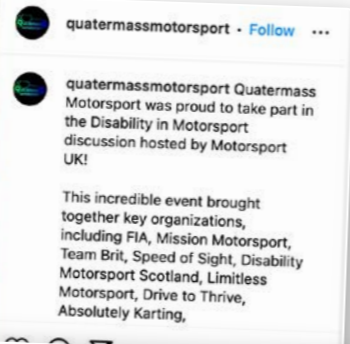 quatermassmotorsport • Follow ...
quatermassmotorsport Quatermass
Motorsport was proud to take part in
the Disability in Motorsport
discussion hosted by Motorsport
UK!
This incredible event brought
together key organizations,
including FIA, Mission Motorsport,
Team Brit, Speed of Sight, Disability
Motorsport Scotland, Limitless
Motorsport, Drive to Thrive,
Absolutely Karting,